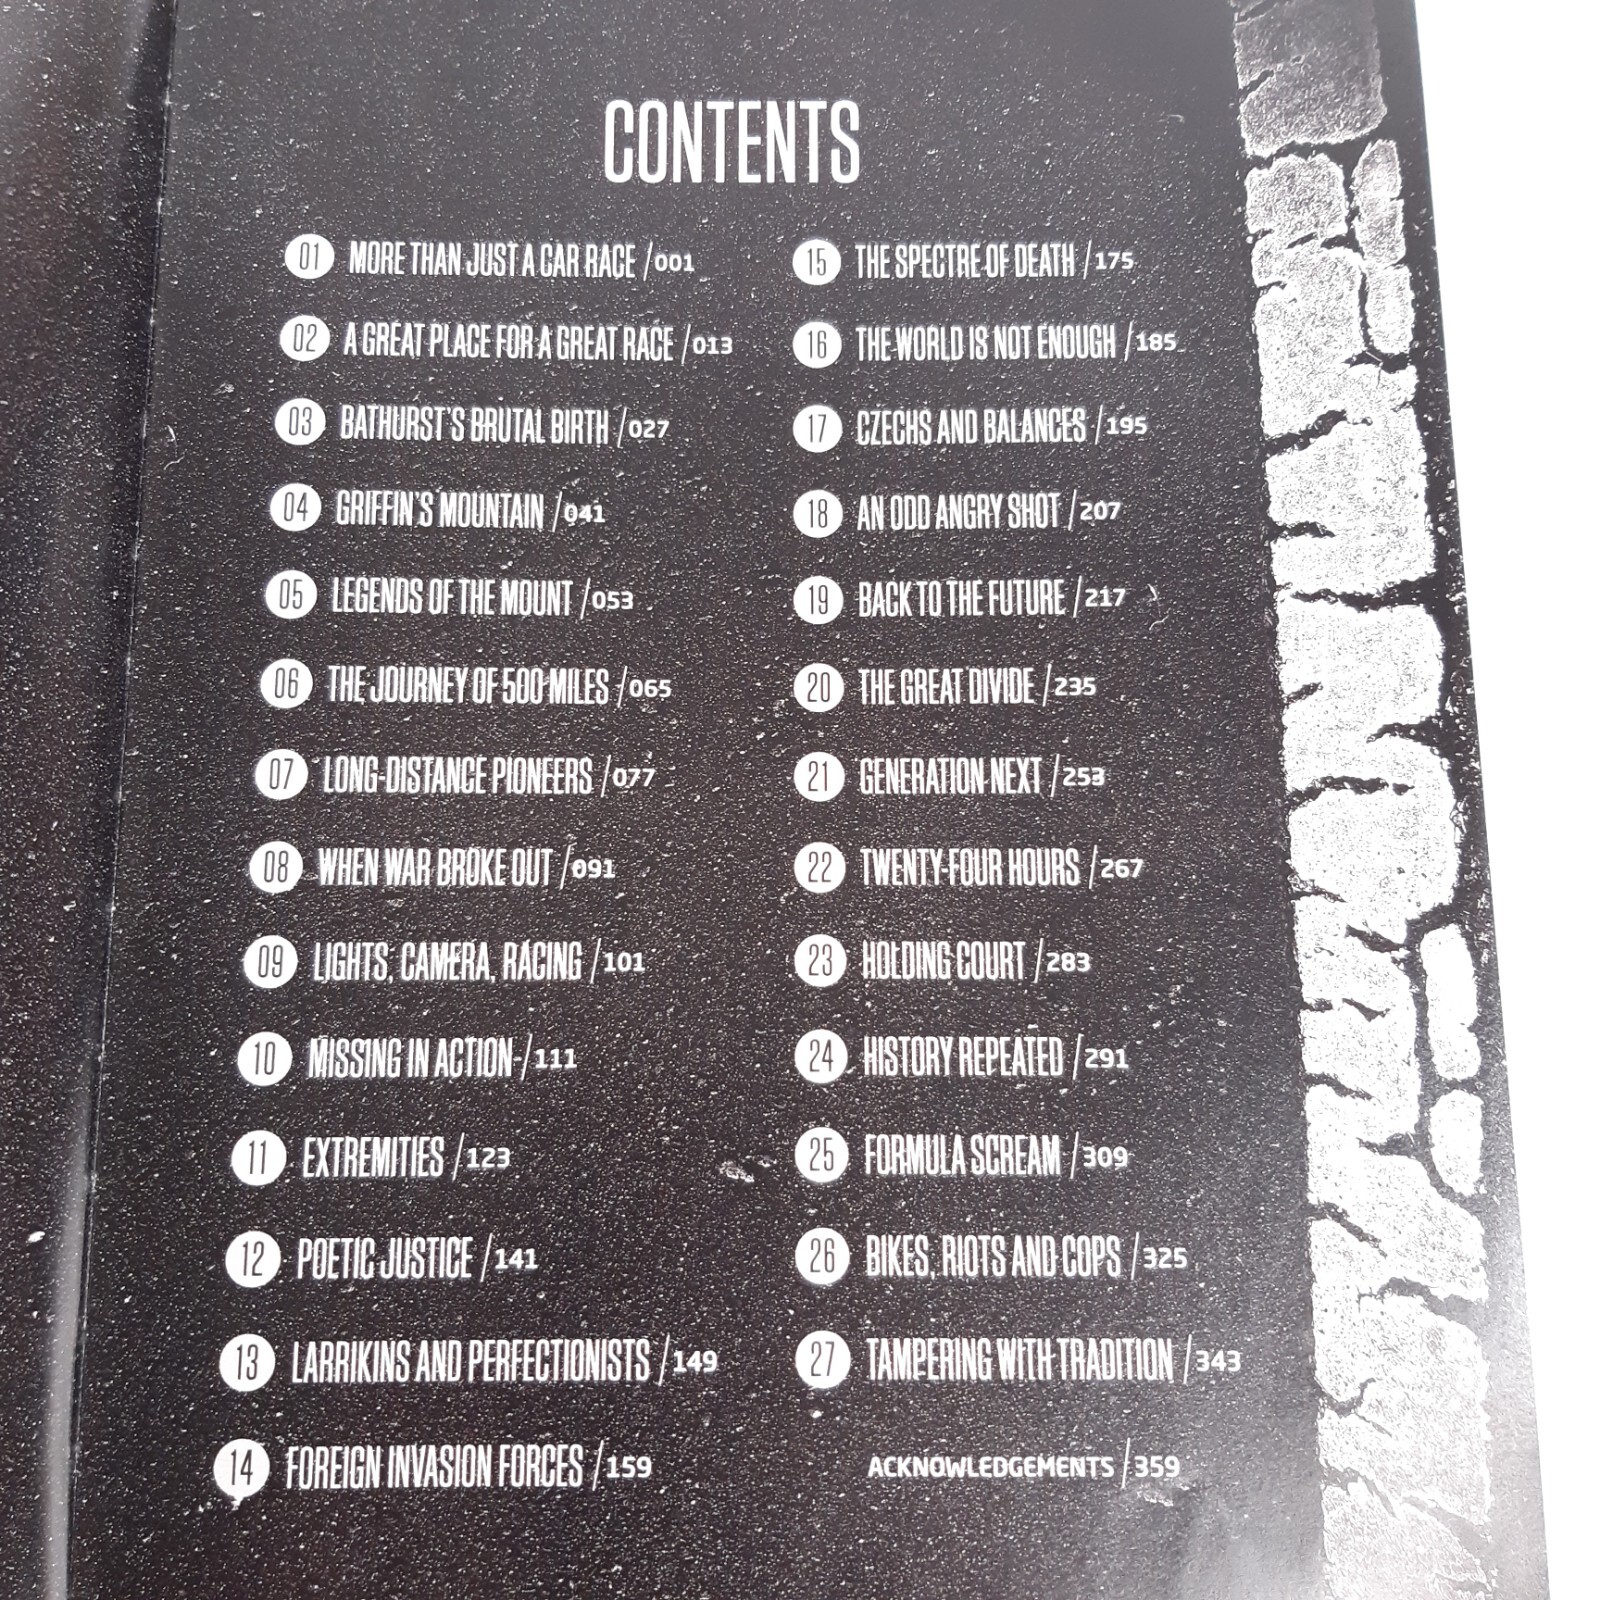 CONTENTS
01 MORE THAN JUST A CAR RACE /001
02 A GREAT PLACE FOR A GREAT RACE /013
03 BATHURST'S BRUTAL BIRTH /027
04 GRIFFIN'S MOUNTAIN /041
05 LEGENDS OF THE MOUNT /053
06 THE JOURNEY OF 500 MILES /065
07 LONG-DISTANCE PIONEERS /077
08 WHEN WAR BROKE OUT /091
09 LIGHTS, CAMERA, RACING /101
10 MISSING IN ACTION /111
11 EXTREMITIES /123
12 POETIC JUSTICE /141
13 LARRIKINS AND PERFECTIONISTS /149
14 FOREIGN INVASION FORCES /159
15 THE SPECTRE OF DEATH /175
16 THE WORLD IS NOT ENOUGH /185
17 CZECHS AND BALANCES /195
18 AN ODD ANGRY SHOT /207
19 BACK TO THE FUTURE /217
20 THE GREAT DIVIDE /235
21 GENERATION NEXT /253
22 TWENTY-FOUR HOURS /267
23 HOLDING COURT /283
24 HISTORY REPEATED /291
25 FORMULA SCREAM /309
26 BIKES, RIOTS AND COPS /325
27 TAMPERING WITH TRADITION /343
ACKNOWLEDGEMENTS /359